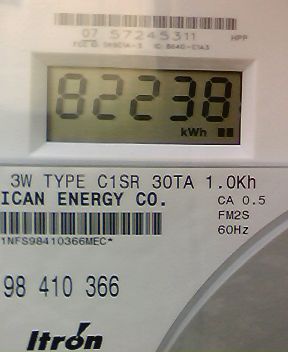 07 57245311 HPP
82238
kWh
3W TYPE C1SR 30TA 1.0Kh
ICAN ENERGY CO. CA 0.5
FM2S
60Hz
1NFS98410366MEC*
98 410 366
Itron